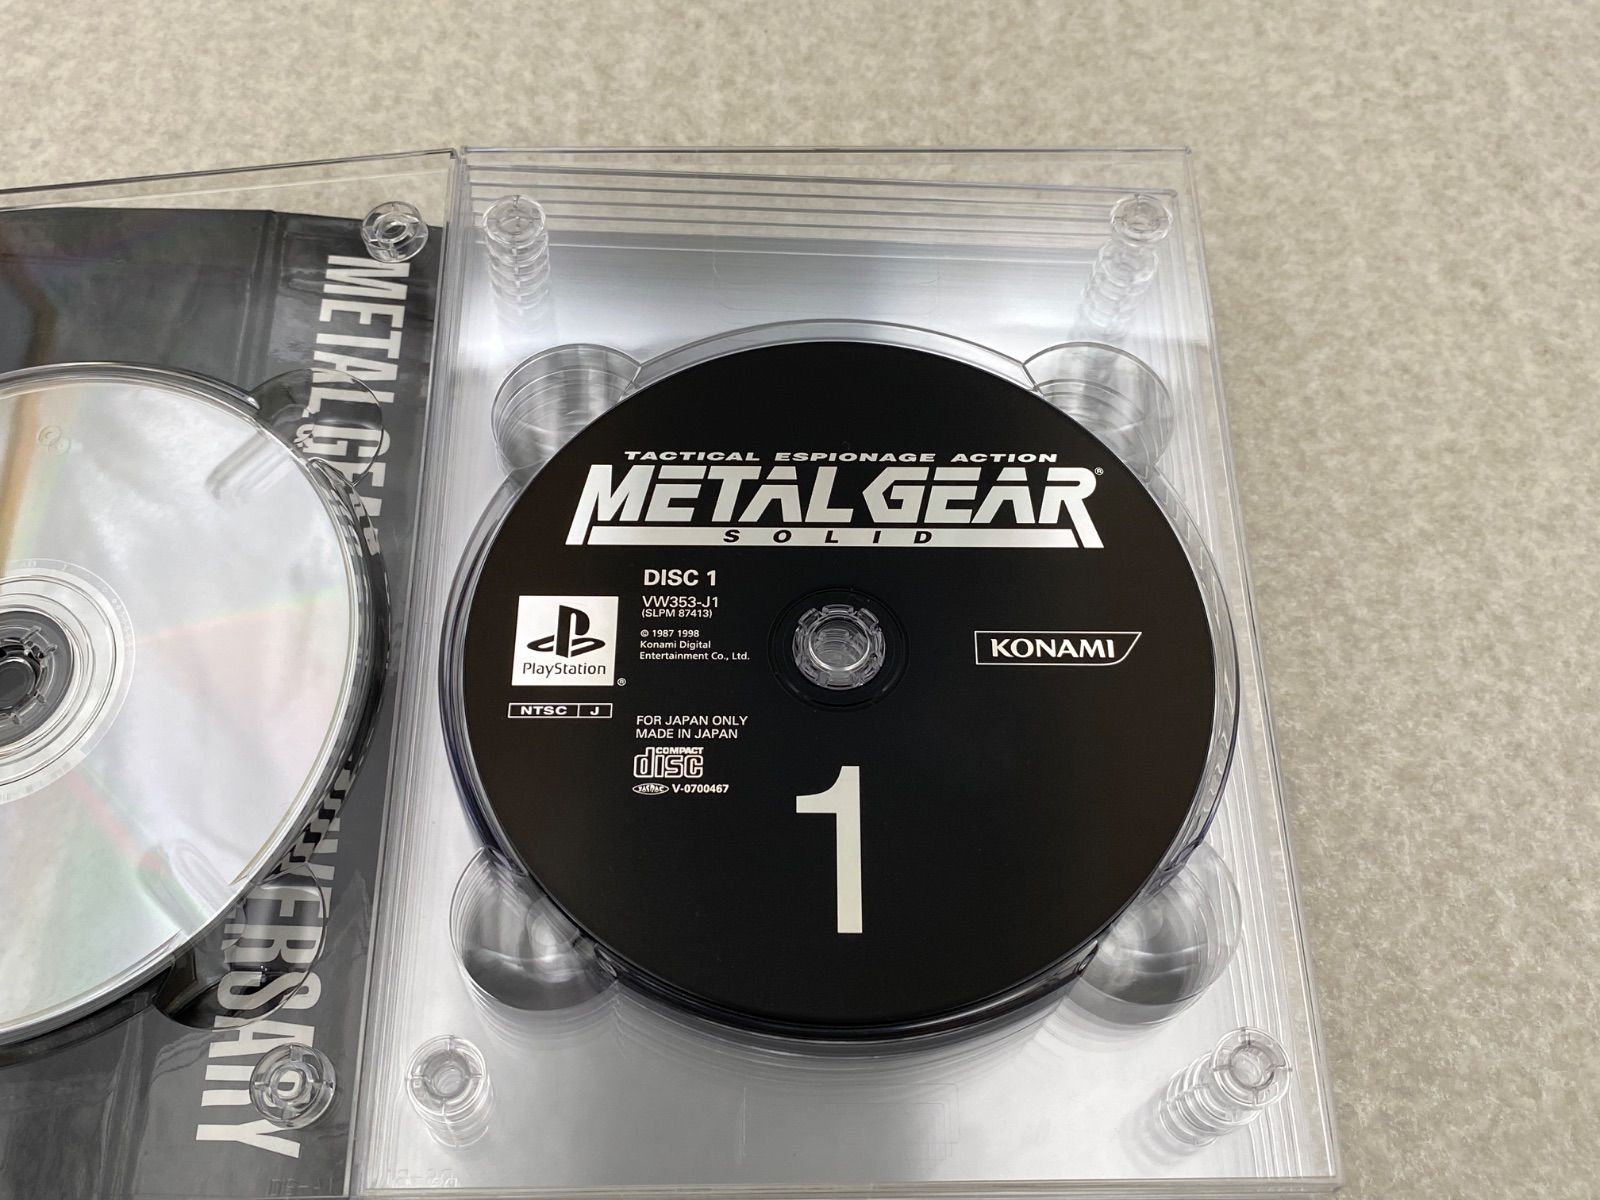 METAL GEAR
ANNIVERSARY
TACTICAL ESPIONAGE ACTION
METAL GEAR®
SOLID
DISC 1
VW353-J1
(SLPM 87413)
© 1987 1998
Konami Digital
Entertainment Co., Ltd.
PlayStation
®
NTSC J
KONAMI
FOR JAPAN ONLY
MADE IN JAPAN
COMPACT
disc
V-0700467
1